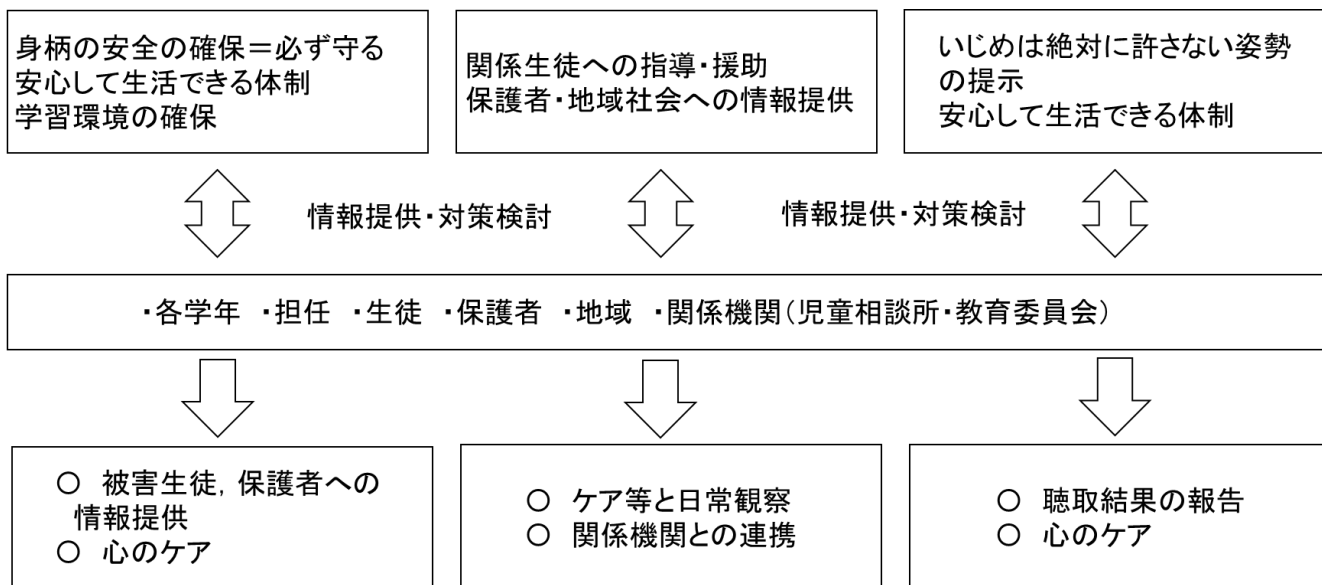 身柄の安全の確保＝必ず守る
安心して生活できる体制
学習環境の確保
関係生徒への指導・援助
保護者・地域社会への情報提供
いじめは絶対に許さない姿勢
の提示
安心して生活できる体制
情報提供・対策検討
情報提供・対策検討
・各学年 ・担任 ・生徒 ・保護者 ・地域 ・関係機関（児童相談所・教育委員会）
○ 被害生徒，保護者への
情報提供
○ 心のケア
○ ケア等と日常観察
○ 関係機関との連携
○ 聴取結果の報告
○ 心のケア